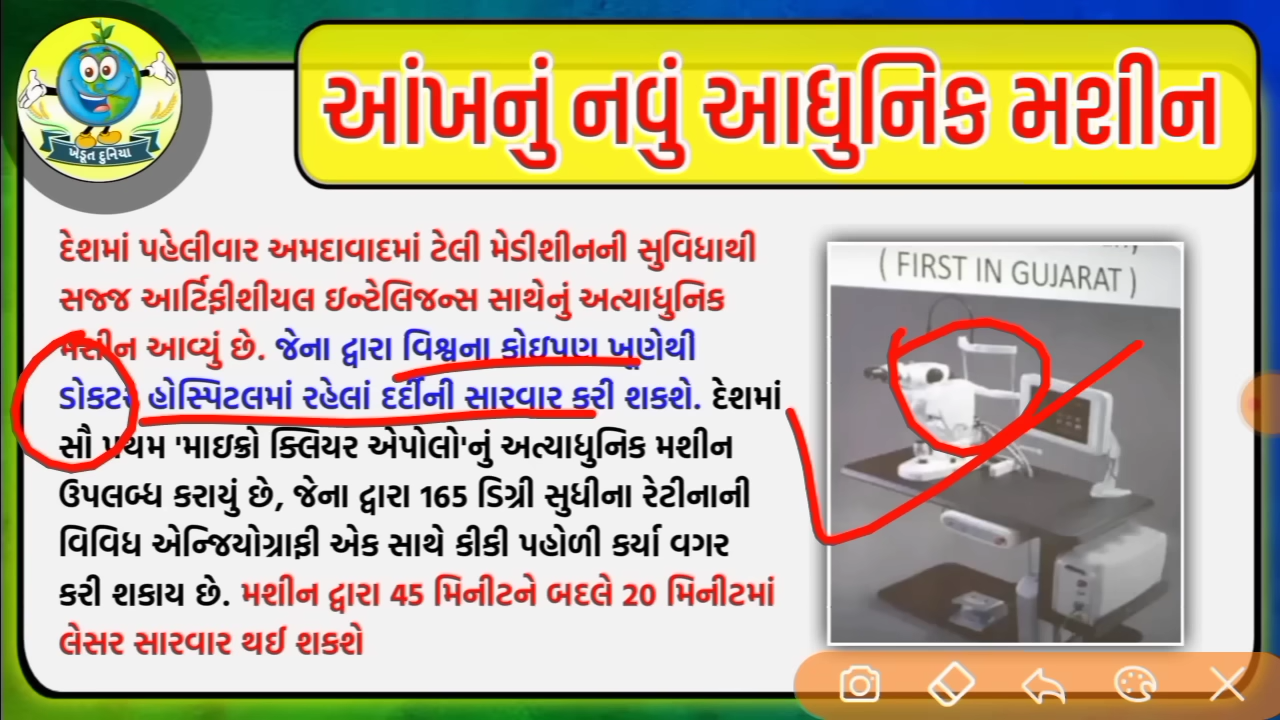 ખેડૂત દુનિયા
આંખનું નવું આધુનિક મશીન
દેશમાં પહેલીવાર અમદાવાદમાં ટેલી મેડીશીનની સુવિધાથી
સજ્જ આર્ટિફીશીયલ ઇન્ટેલિજન્સ સાથેનું અત્યાધુનિક
મશીન આવ્યું છે. જેના દ્વારા વિશ્વના કોઇપણ ખૂણેથી
ડોકટર હોસ્પિટલમાં રહેલાં દર્દીની સારવાર કરી શકશે. દેશમાં
સૌ પ્રથમ 'માઇક્રો ક્લિયર એપોલો'નું અત્યાધુનિક મશીન
ઉપલબ્ધ કરાયું છે, જેના દ્વારા 165 ડિગ્રી સુધીના રેટીનાની
વિવિધ એન્જિયોગ્રાફી એક સાથે કીકી પહોળી કર્યા વગર
કરી શકાય છે. મશીન દ્વારા 45 મિનીટને બદલે 20 મિનીટમાં
લેસર સારવાર થઈ શકશે
( FIRST IN GUJARAT )